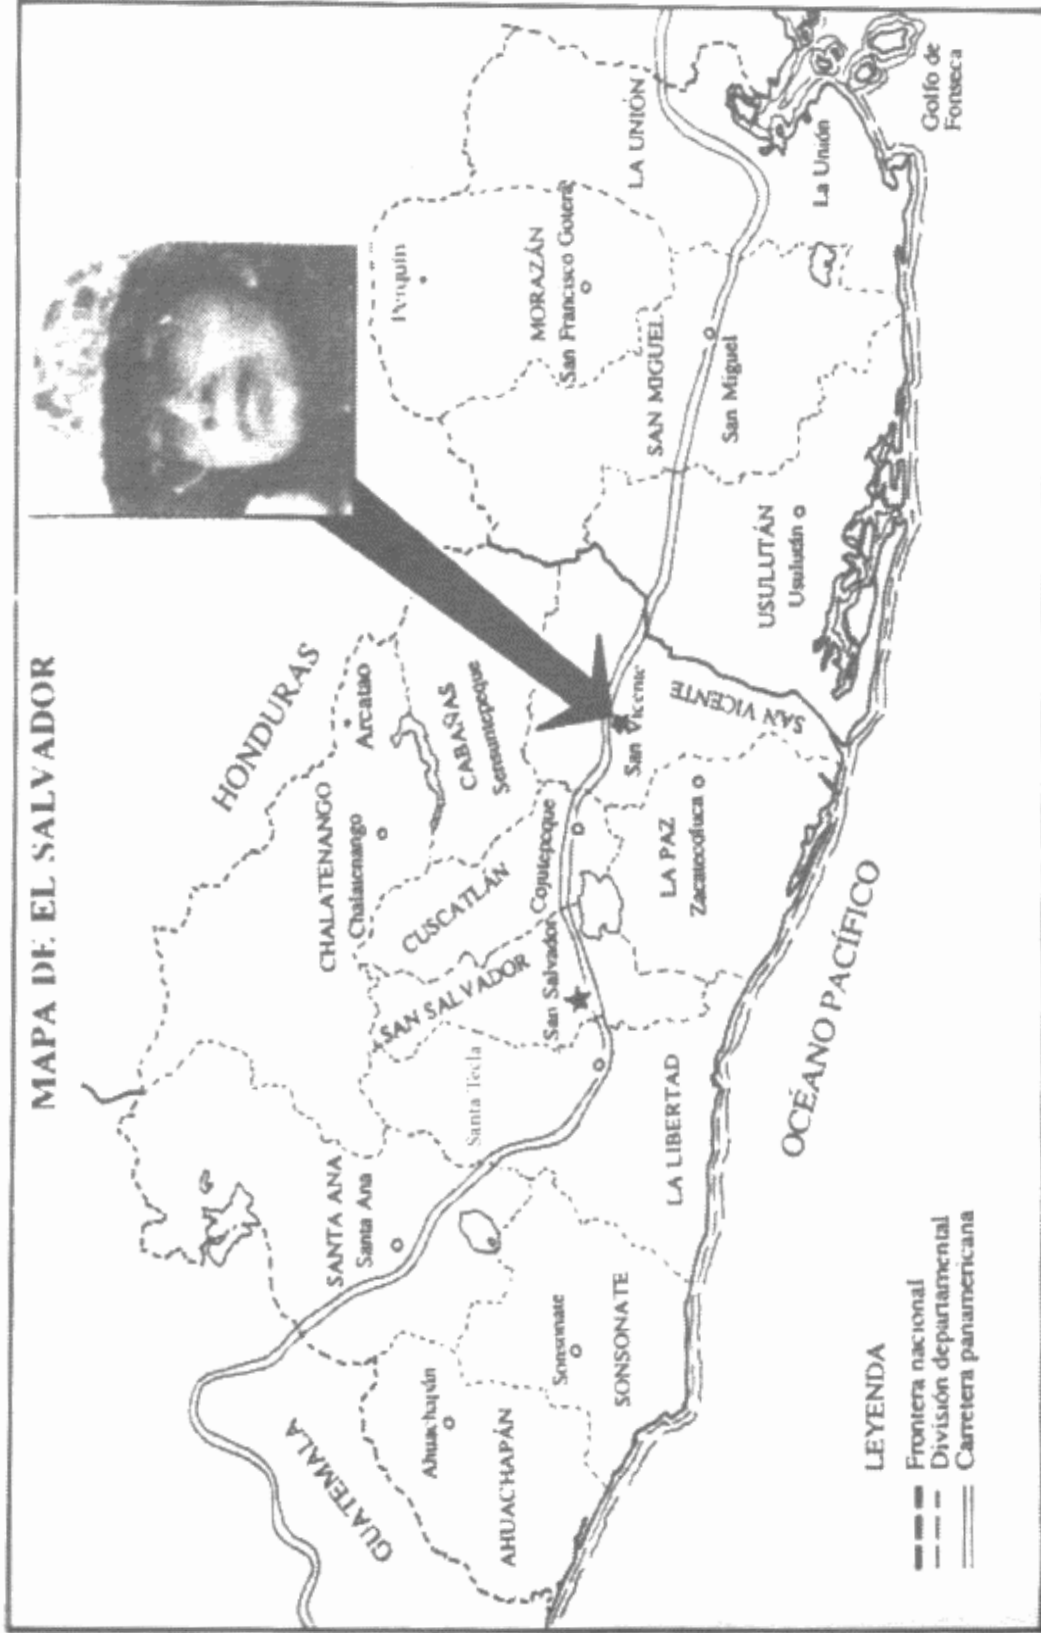 MAPA DE EL SALVADOR
HONDURAS
GUATEMALA
CHALATENANGO
Chalatenango
Arcatao
CABAÑAS
Sensuntepeque
CUSCATLÁN
Cojutepeque
SAN SALVADOR
San Salvador
SANTA ANA
Santa Ana
Santa Tecla
AHUACHAPÁN
Ahuachapán
SONSONATE
Sonsonate
LA LIBERTAD
LA PAZ
Zacatecoluca
San Vicente
SAN VICENTE
USULUTÁN
Usulután
SAN MIGUEL
San Miguel
MORAZÁN
San Francisco Gotera
Perquín
LA UNIÓN
La Unión
Golfo de
Fonseca
OCÉANO PACÍFICO
LEYENDA
Frontera nacional
División departamental
Carretera panamericana